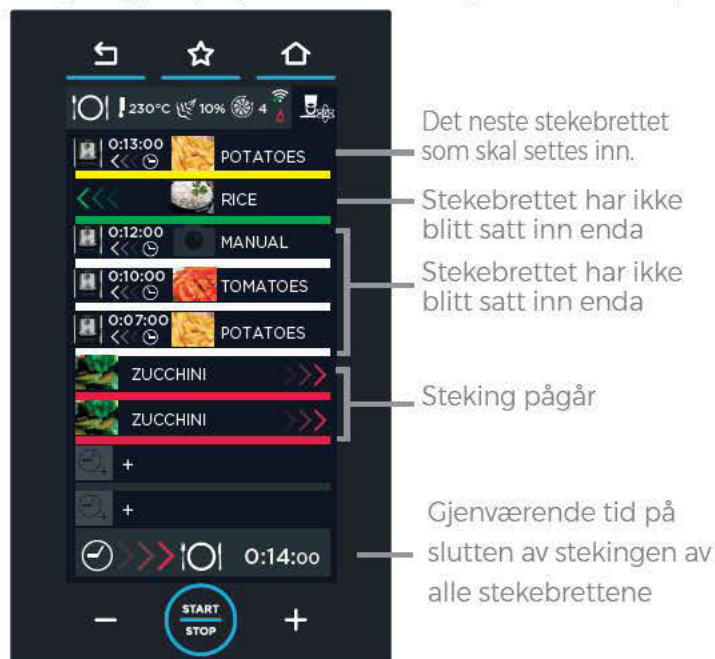 230°C 10% 4
0:13:00
POTATOES
RICE
0:12:00
MANUAL
0:10:00
TOMATOES
0:07:00
POTATOES
ZUCCHINI
ZUCCHINI
+
+
0:14:00
− START STOP +
Det neste stekebrettet
som skal settes inn.
Stekebrettet har ikke
blitt satt inn enda
Stekebrettet har ikke
blitt satt inn enda
Steking pågår
Gjenværende tid på
slutten av stekingen av
alle stekebrettene